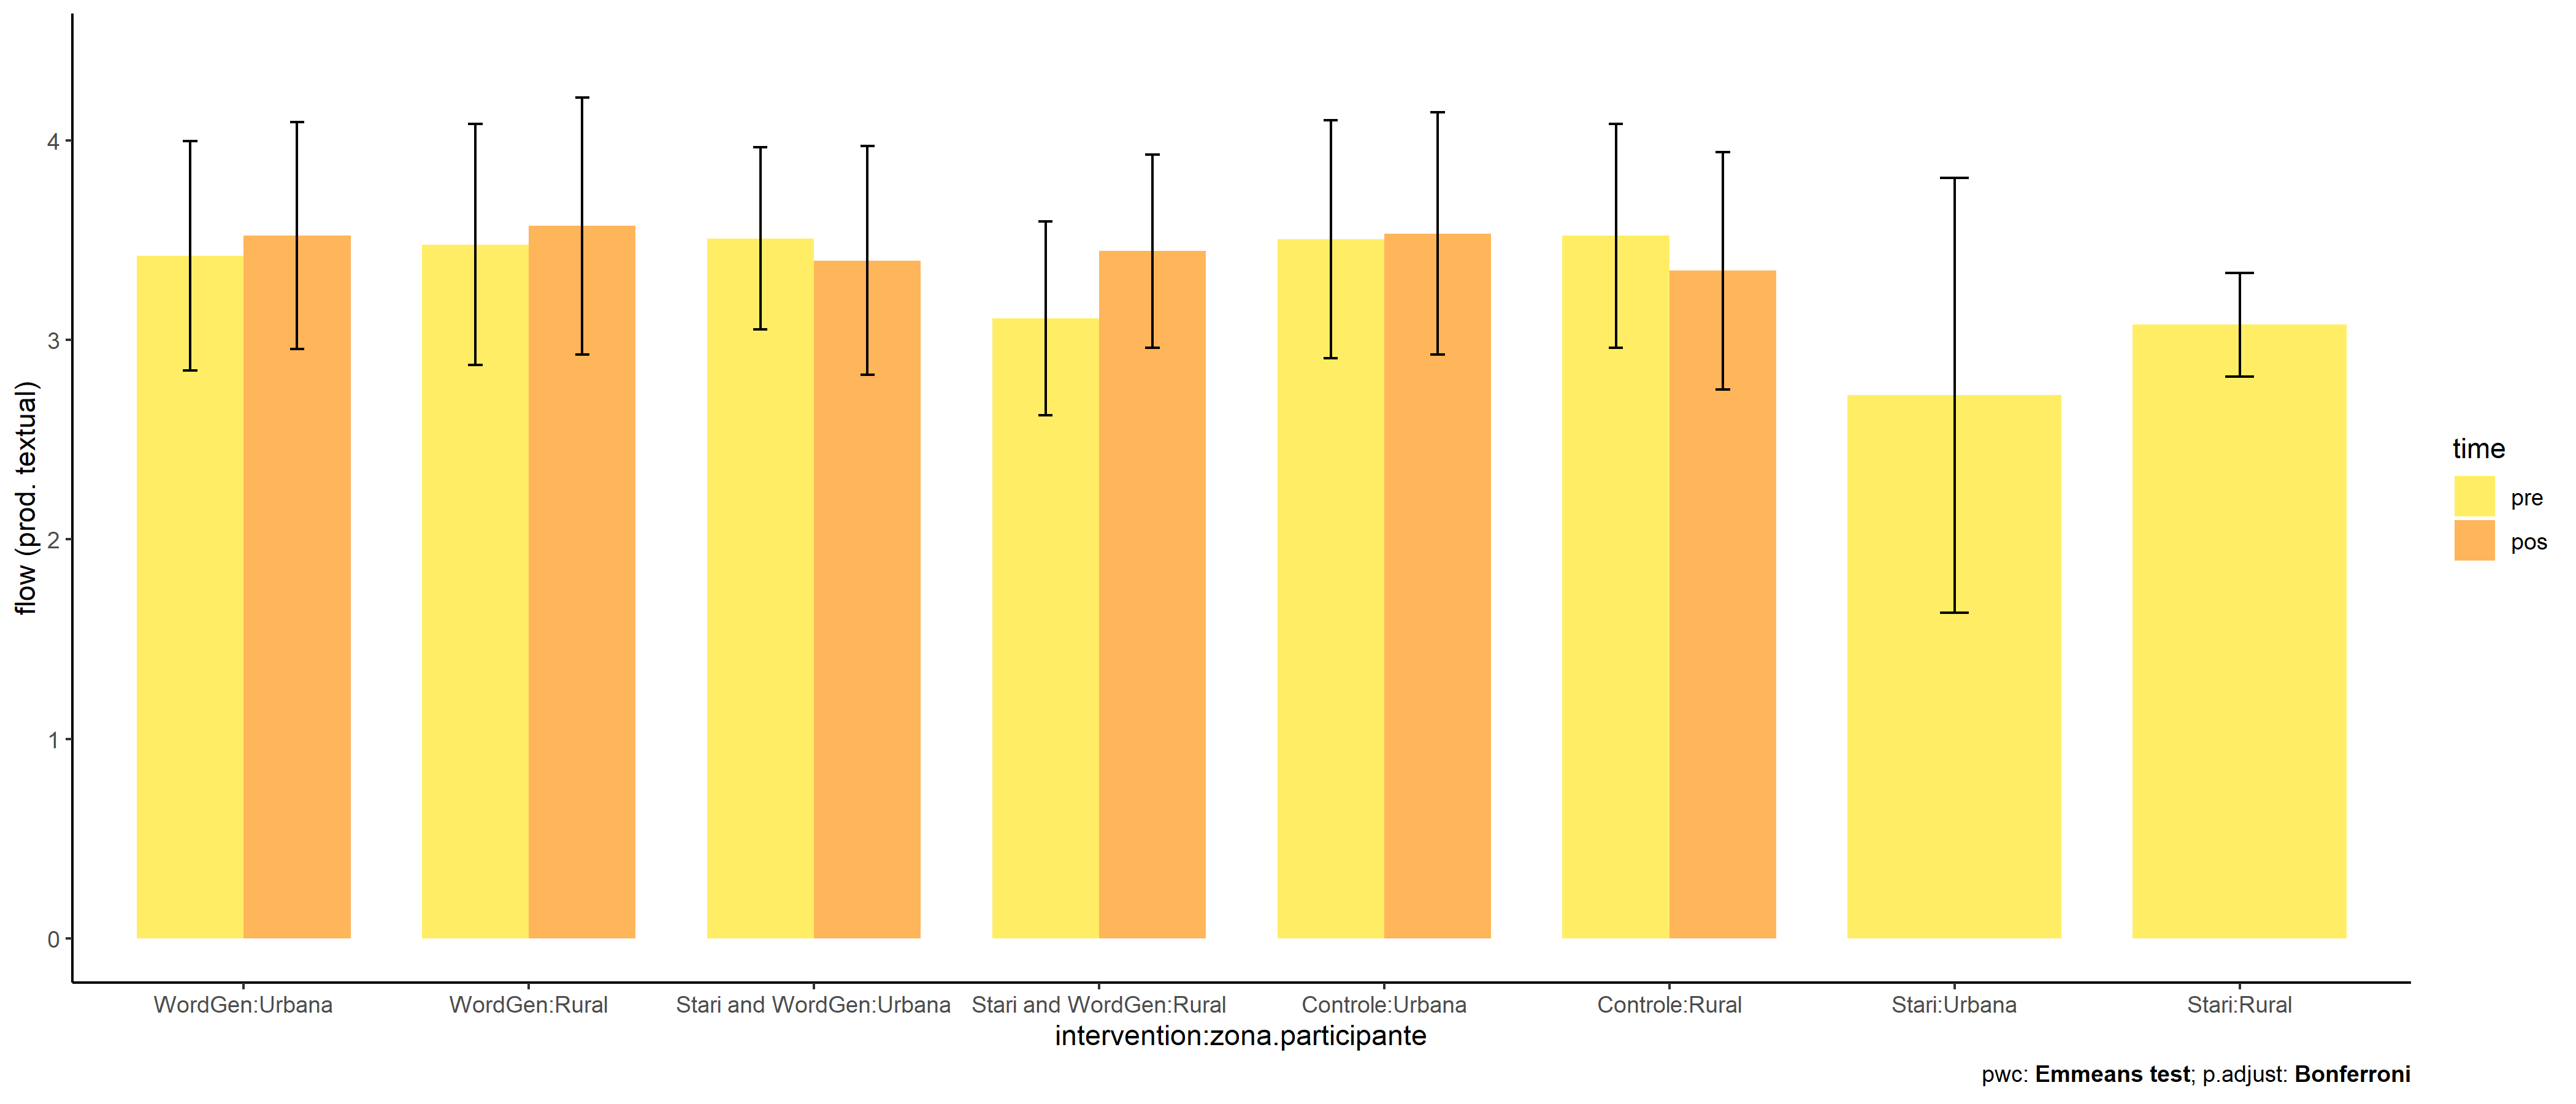 flow (prod. textual)
4
3
2
1
0
WordGen:Urbana
WordGen:Rural
Stari and WordGen:Urbana
Stari and WordGen:Rural
Controle:Urbana
Controle:Rural
Stari:Urbana
Stari:Rural
intervention:zona.participante
time
pre
pos
pwc: Emmeans test; p.adjust: Bonferroni